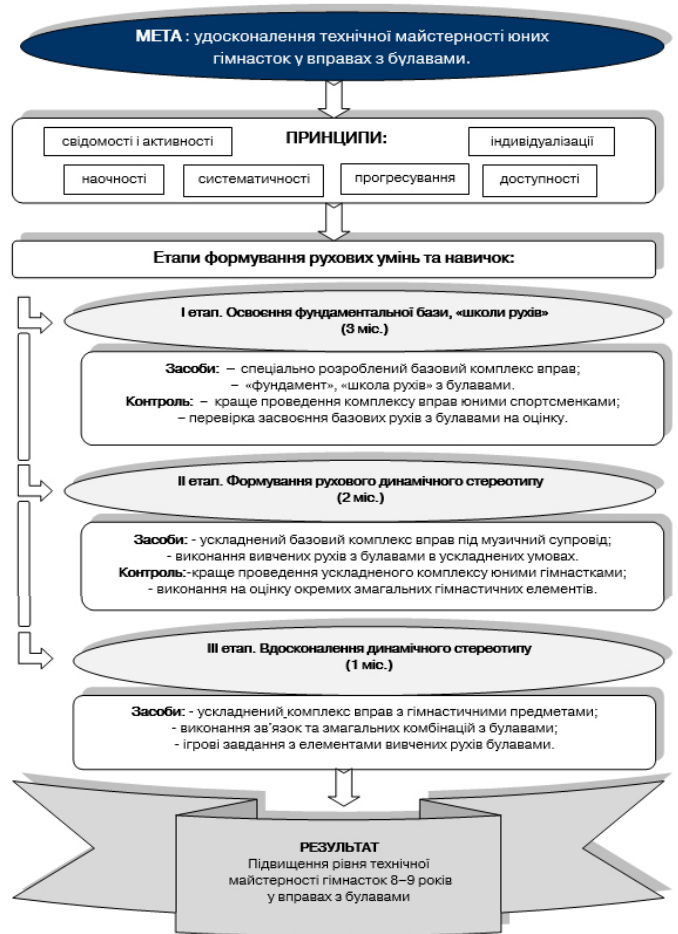 МЕТА : удосконалення технічної майстерності юних
гімнасток у вправах з булавами.
ПРИНЦИПИ:
свідомості і активності
індивідуалізації
наочності
систематичності
прогресування
доступності
Етапи формування рухових умінь та навичок:
І етап. Освоєння фундаментальної бази, «школи рухів»
(3 міс.)
Засоби: – спеціально розроблений базовий комплекс вправ;
– «фундамент», «школа рухів» з булавами.
Контроль: – краще проведення комплексу вправ юними спортсменками;
– перевірка засвоєння базових рухів з булавами на оцінку.
ІІ етап. Формування рухового динамічного стереотипу
(2 міс.)
Засоби: - ускладнений базовий комплекс вправ під музичний супровід;
- виконання вивчених рухів з булавами в ускладнених умовах.
Контроль:-краще проведення ускладненого комплексу юними гімнастками;
- виконання на оцінку окремих змагальних гімнастичних елементів.
ІІІ етап. Вдосконалення динамічного стереотипу
(1 міс.)
Засоби: - ускладнений комплекс вправ з гімнастичними предметами;
- виконання зв'язок та змагальних комбінацій з булавами;
- ігрові завдання з елементами вивчених рухів булавами.
РЕЗУЛЬТАТ
Підвищення рівня технічної
майстерності гімнасток 8–9 років
у вправах з булавами